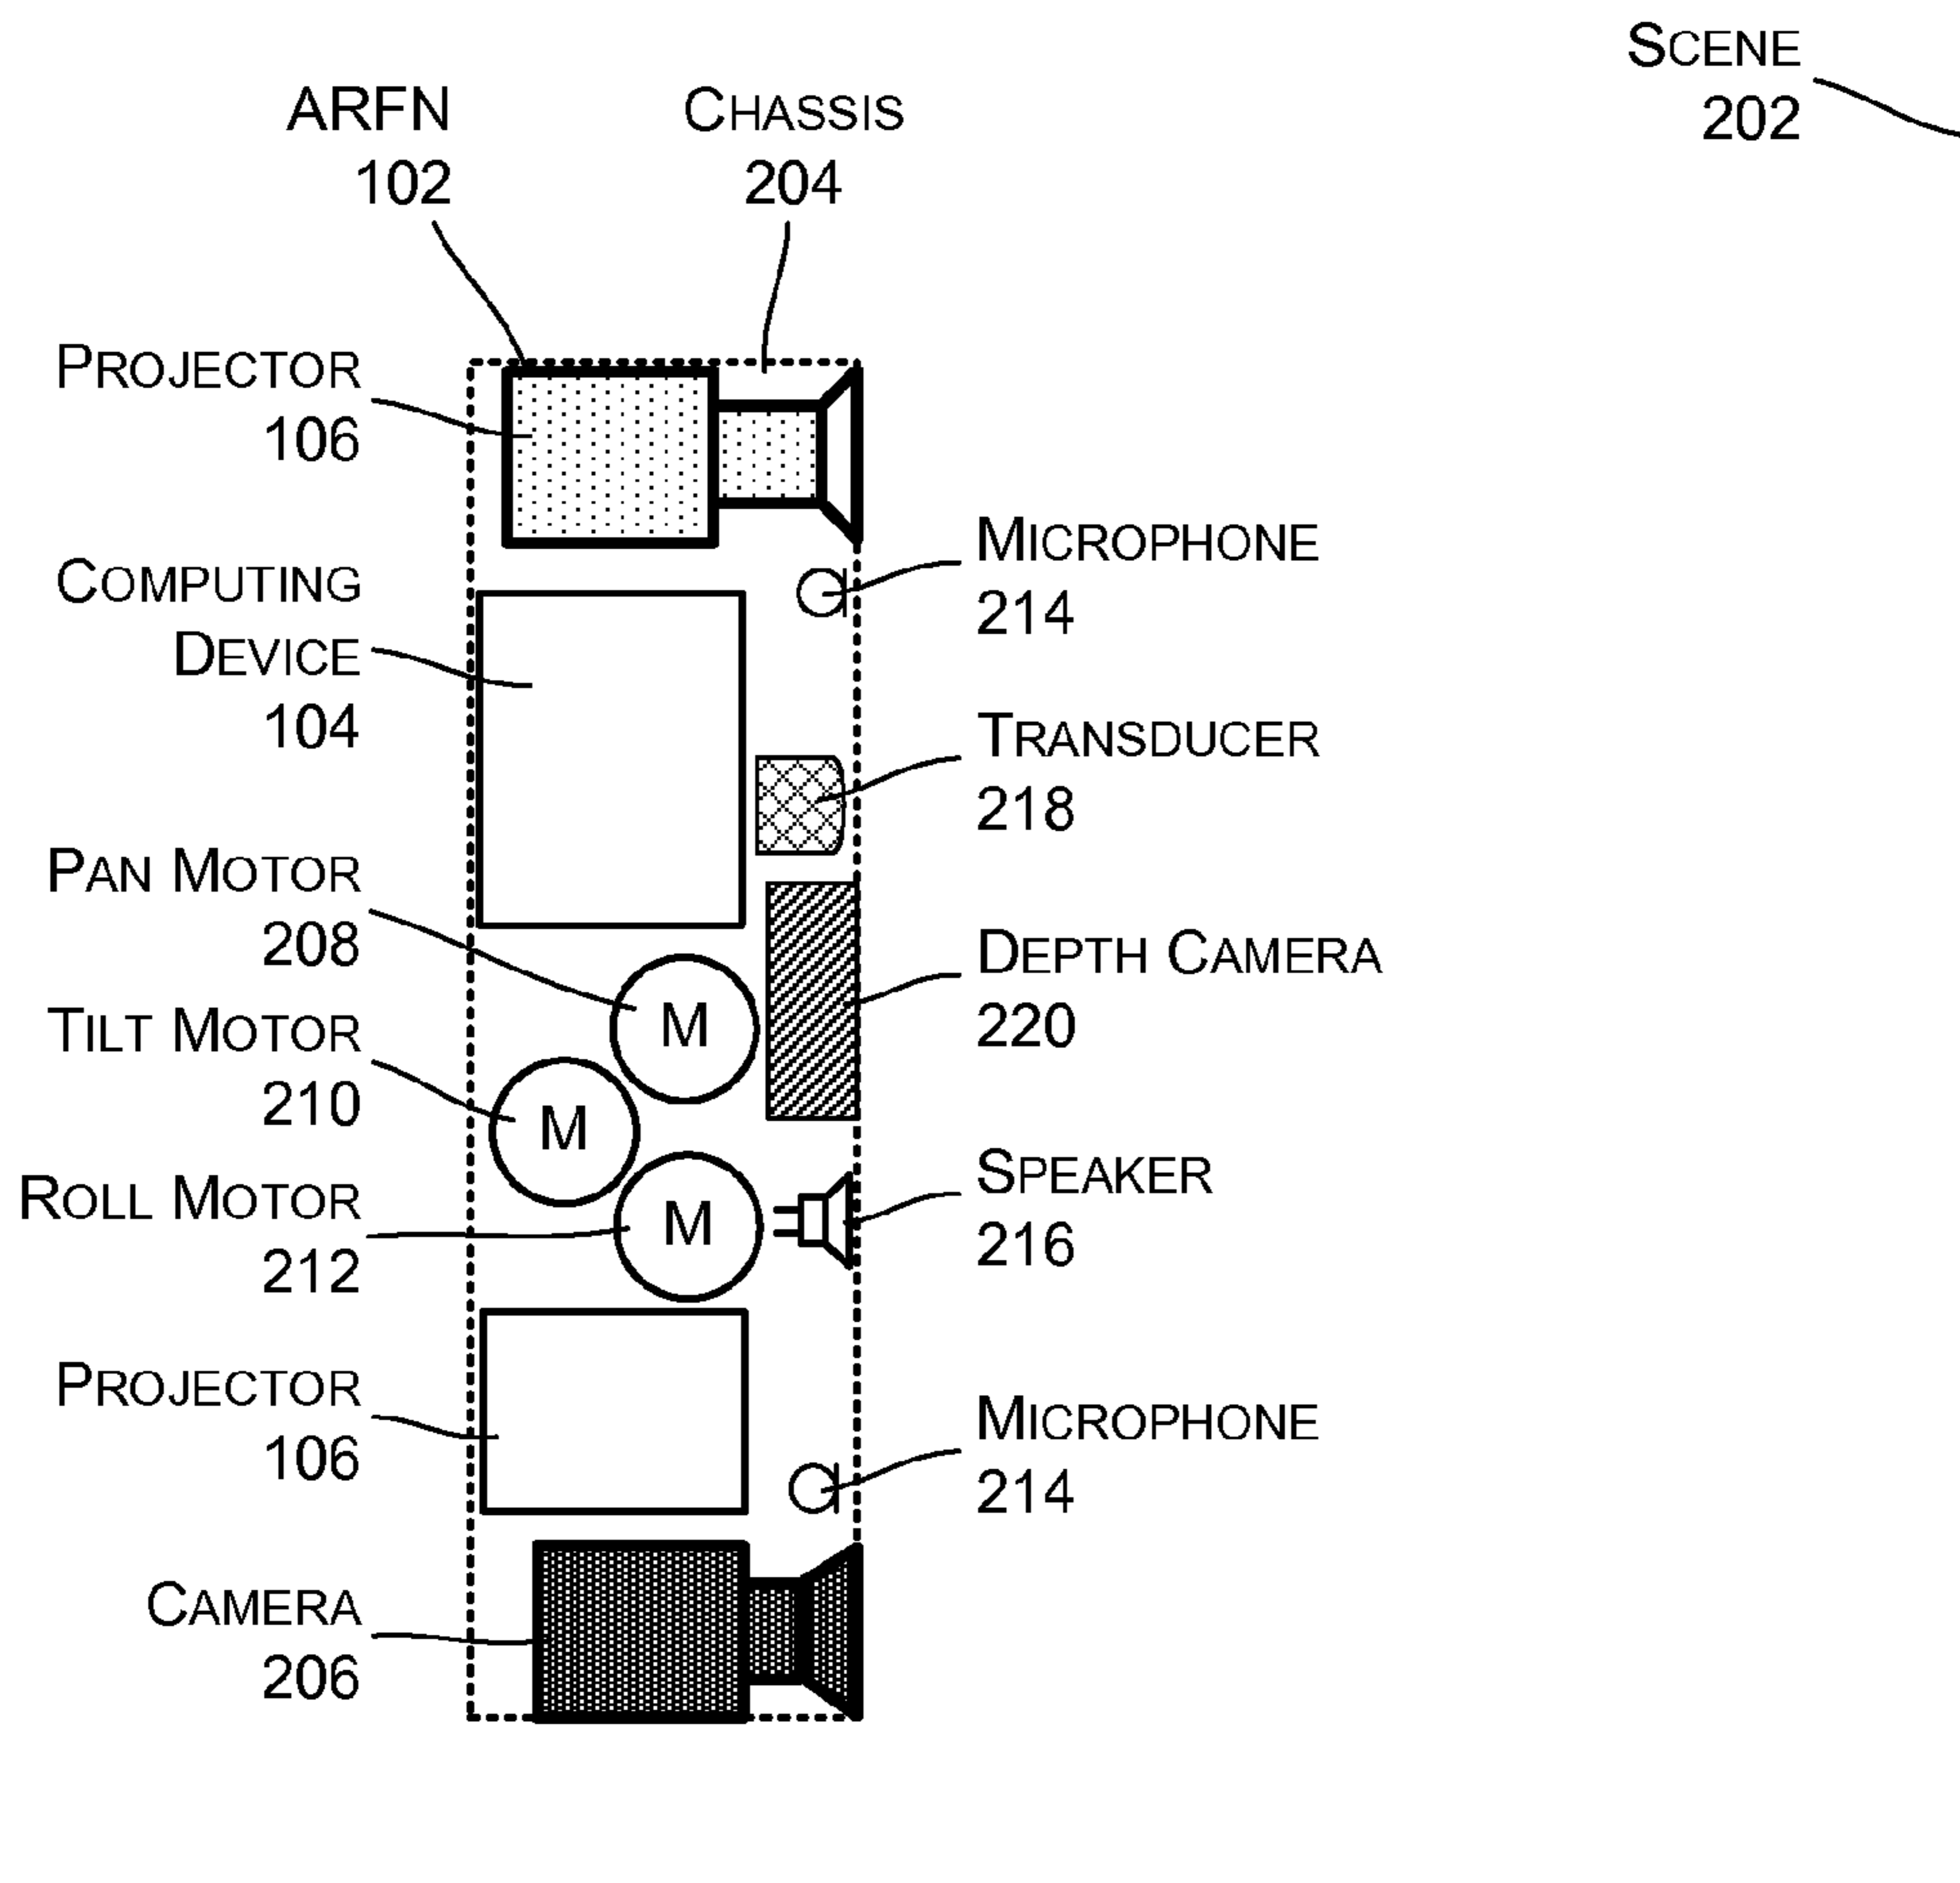 SCENE
202
ARFN
102
CHASSIS
204
PROJECTOR
106
MICROPHONE
214
COMPUTING
DEVICE
104
TRANSDUCER
218
PAN MOTOR
208
DEPTH CAMERA
220
TILT MOTOR
210
ROLL MOTOR
212
M
M
M
SPEAKER
216
PROJECTOR
106
MICROPHONE
214
CAMERA
206